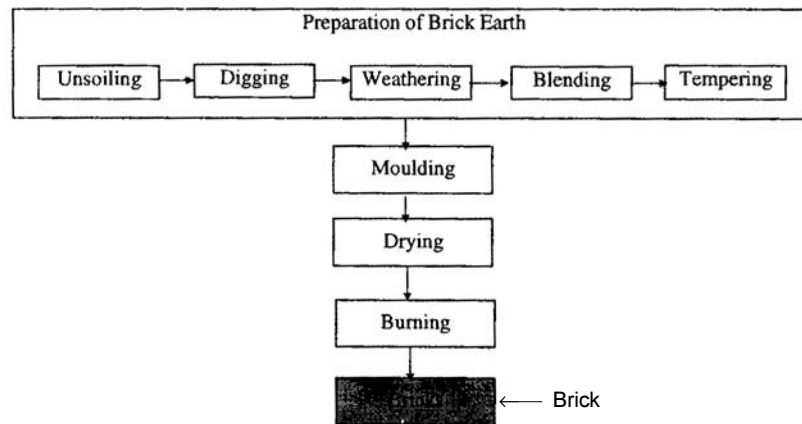 Preparation of Brick Earth
Unsoiling Digging Weathering Blending Tempering
Moulding
Drying
Burning
Brick